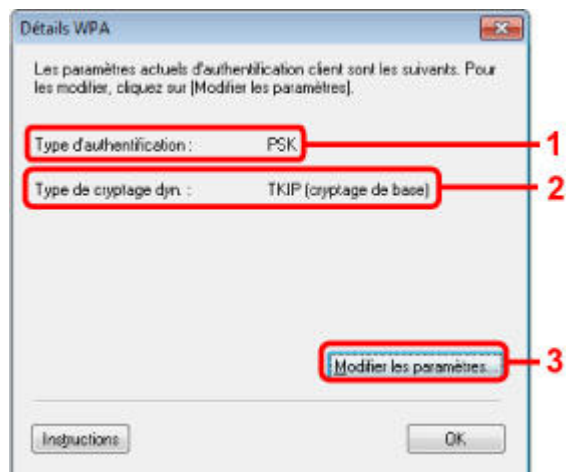 Détails WPA
Les paramètres actuels d'authentification client sont les suivants. Pour
les modifier, cliquez sur [Modifier les paramètres].
Type d'authentification : PSK 1
Type de cryptage dyn. : TKIP (cryptage de base) 2
Modifier les paramètres... 3
Instructions OK